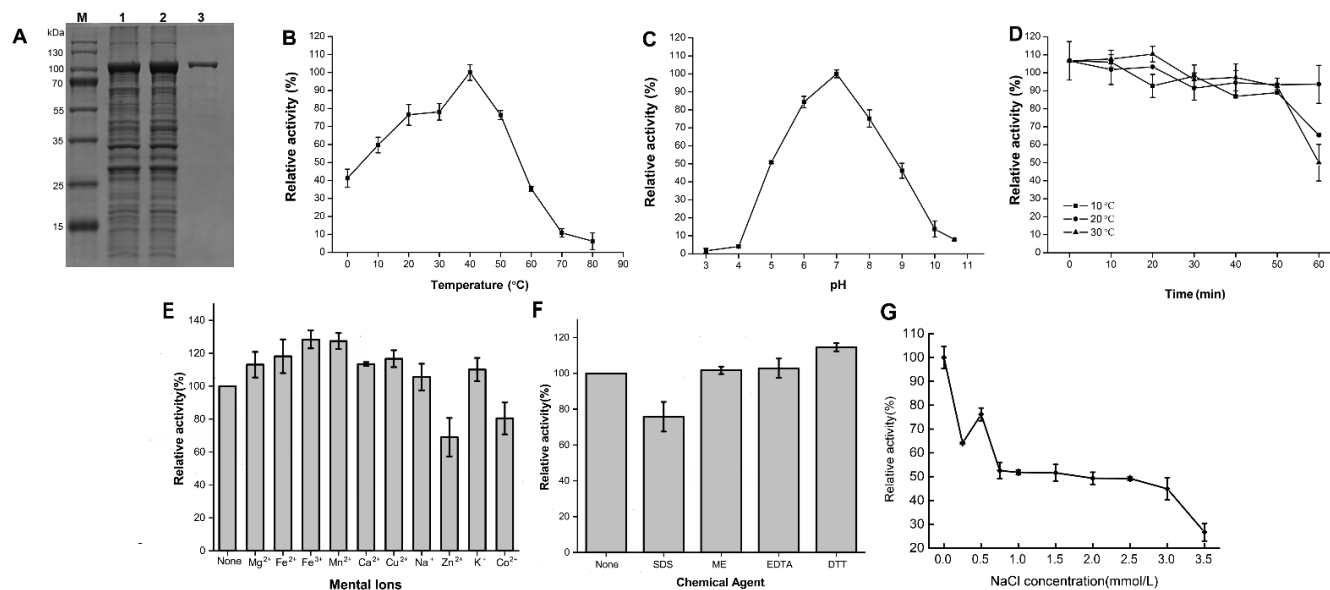 A
M 1 2 3
kDa
130
100
70
55
35
25
15
B
Relative activity (%)
120
110
100
90
80
70
60
50
40
30
20
10
0
0 10 20 30 40 50 60 70 80 90
Temperature (°C)
C
Relative activity (%)
120
110
100
90
80
70
60
50
40
30
20
10
0
3 4 5 6 7 8 9 10 11
pH
D
Relative activity (%)
120
110
100
90
80
70
60
50
40
30
20
10
0
10 °C
20 °C
30 °C
0 10 20 30 40 50 60
Time (min)
E
Relative activity(%)
140
120
100
80
60
40
20
0
None Mg2+ Fe2+ Fe3+ Mn2+ Ca2+ Cu2+ Na+ Zn2+ K+ Co2+
Mental Ions
F
Relative activity(%)
120
100
80
60
40
20
0
None SDS ME EDTA DTT
Chemical Agent
G
Relative activity(%)
110
100
90
80
70
60
50
40
30
20
0.0 0.5 1.0 1.5 2.0 2.5 3.0 3.5
NaCl concentration(mmol/L)